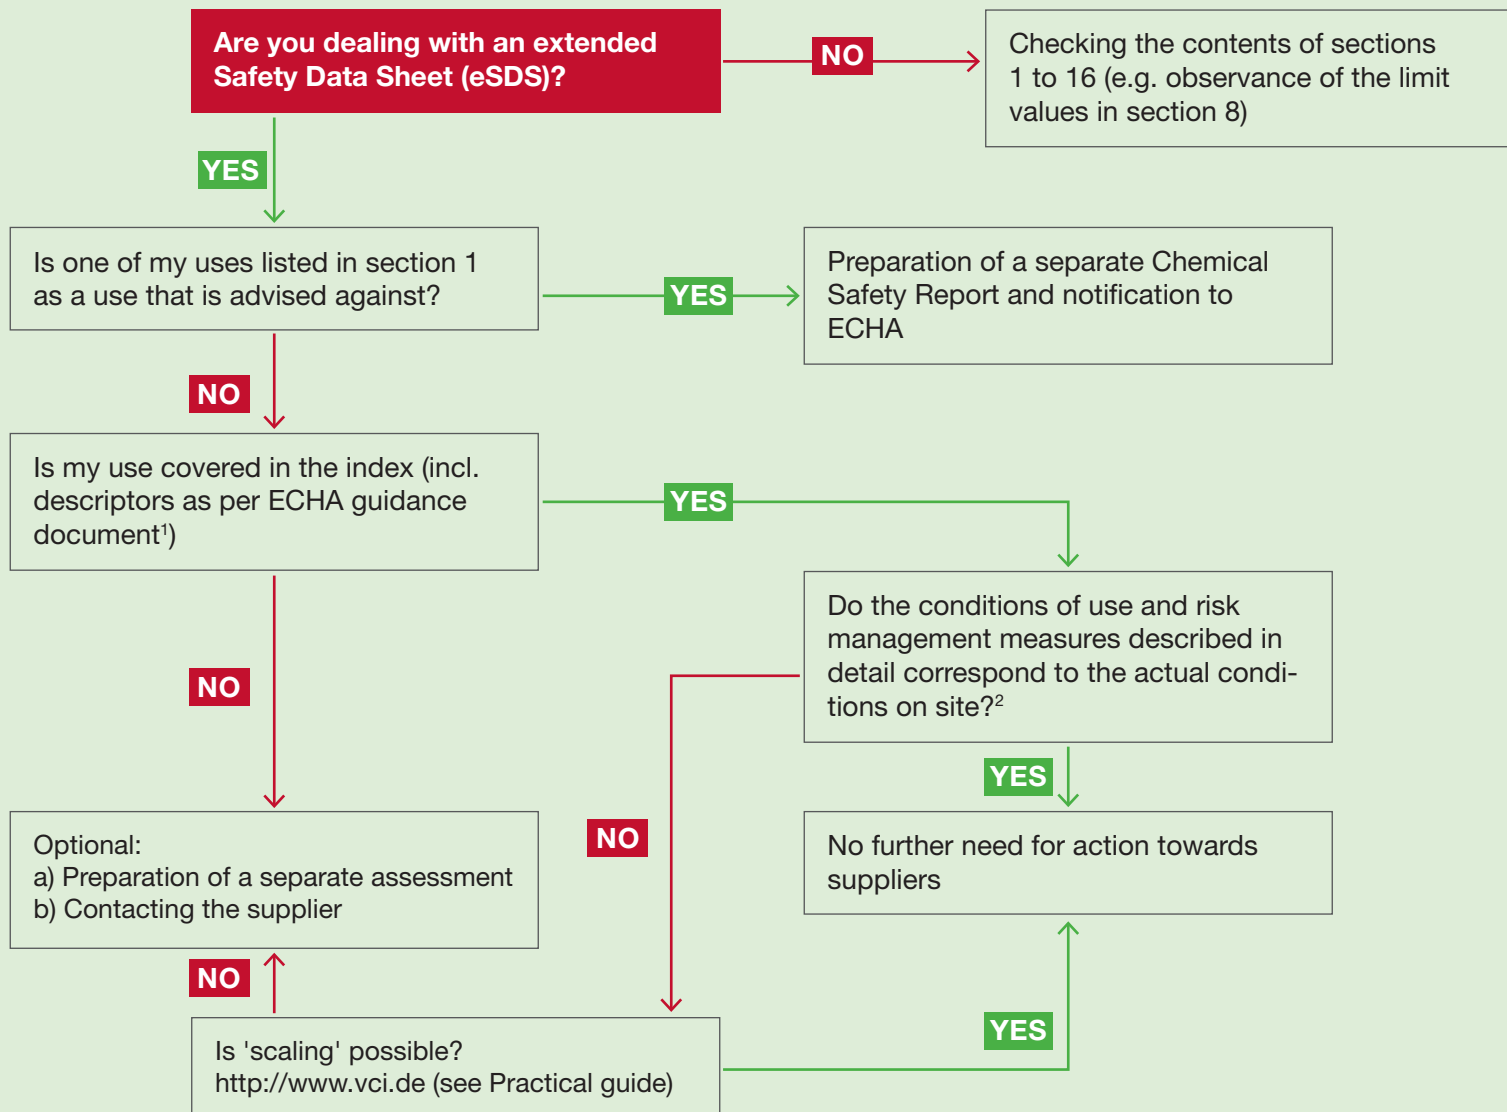 Are you dealing with an extended
Safety Data Sheet (eSDS)?
NO
Checking the contents of sections
1 to 16 (e.g. observance of the limit
values in section 8)
YES
Is one of my uses listed in section 1
as a use that is advised against?
YES
Preparation of a separate Chemical
Safety Report and notification to
ECHA
NO
Is my use covered in the index (incl.
descriptors as per ECHA guidance
document¹)
YES
Do the conditions of use and risk
management measures described in
detail correspond to the actual condi-
tions on site?²
NO
YES
NO
Optional:
a) Preparation of a separate assessment
b) Contacting the supplier
No further need for action towards
suppliers
NO
YES
Is 'scaling' possible?
http://www.vci.de (see Practical guide)